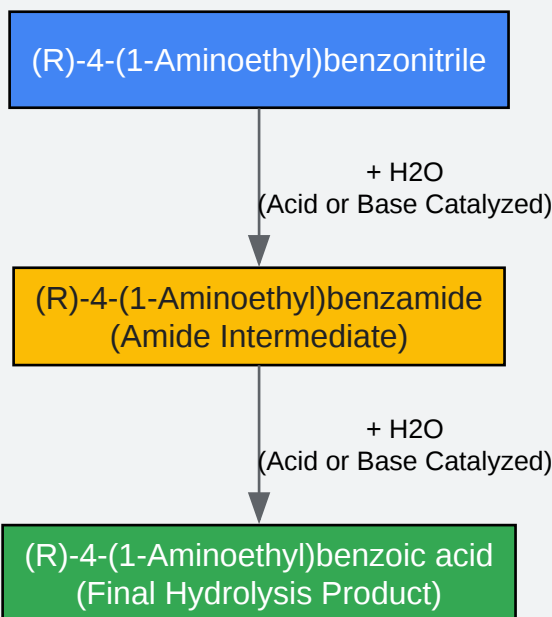 (R)-4-(1-Aminoethyl)benzonitrile
+ H2O
(Acid or Base Catalyzed)
(R)-4-(1-Aminoethyl)benzamide
(Amide Intermediate)
+ H2O
(Acid or Base Catalyzed)
(R)-4-(1-Aminoethyl)benzoic acid
(Final Hydrolysis Product)